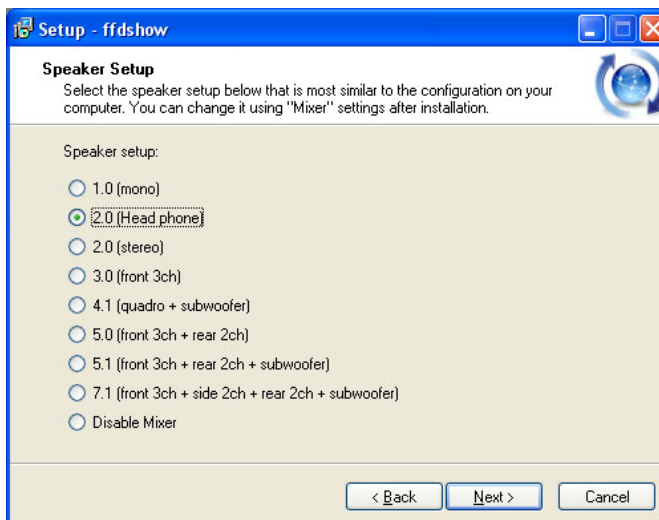 Setup - ffdshow
Speaker Setup
Select the speaker setup below that is most similar to the configuration on your
computer. You can change it using "Mixer" settings after installation.
Speaker setup:
1.0 (mono)
2.0 (Head phone)
2.0 (stereo)
3.0 (front 3ch)
4.1 (quadro + subwoofer)
5.0 (front 3ch + rear 2ch)
5.1 (front 3ch + rear 2ch + subwoofer)
7.1 (front 3ch + side 2ch + rear 2ch + subwoofer)
Disable Mixer
< Back Next > Cancel